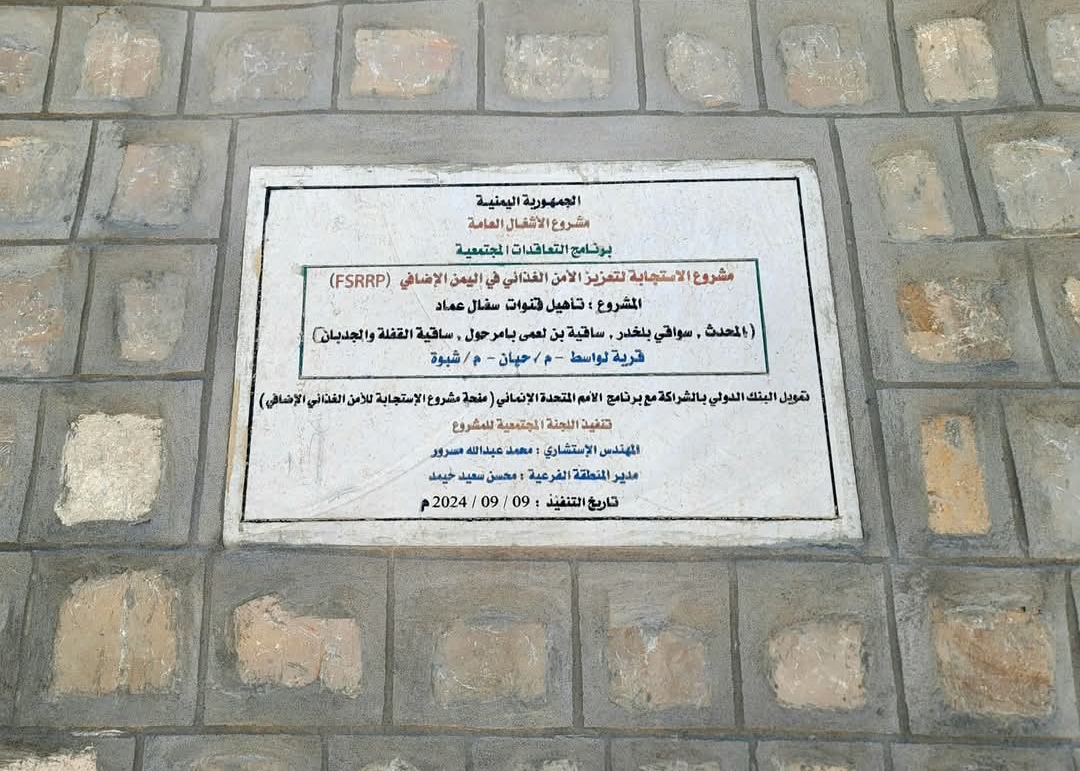 الجمهورية اليمنية
مشروع الأشغال العامة
برنامج التعاقدات المجتمعية
مشروع الاستجابة لتعزيز الأمن الغذائي في اليمن الإضافي (FSRRP)
المشروع : تأهيل قنوات سفال عماد
(المحدث , سواقي بلخدر , ساقية بن لعمى بامرحول , ساقية القفلة والجدبان)
قرية لواسط - م/حبان - م/ شبوة
تمويل البنك الدولي بالشراكة مع برنامج الأمم المتحدة الإنمائي ( منحة مشروع الإستجابة للأمن الغذائي الإضافي )
تنفيذ اللجنة المجتمعية للمشروع
المهندس الإستشاري : محمد عبدالله مسرور
مدير المنطقة الفرعية : محسن سعيد حيمد
تاريخ التنفيذ : 09 / 09 / 2024 م